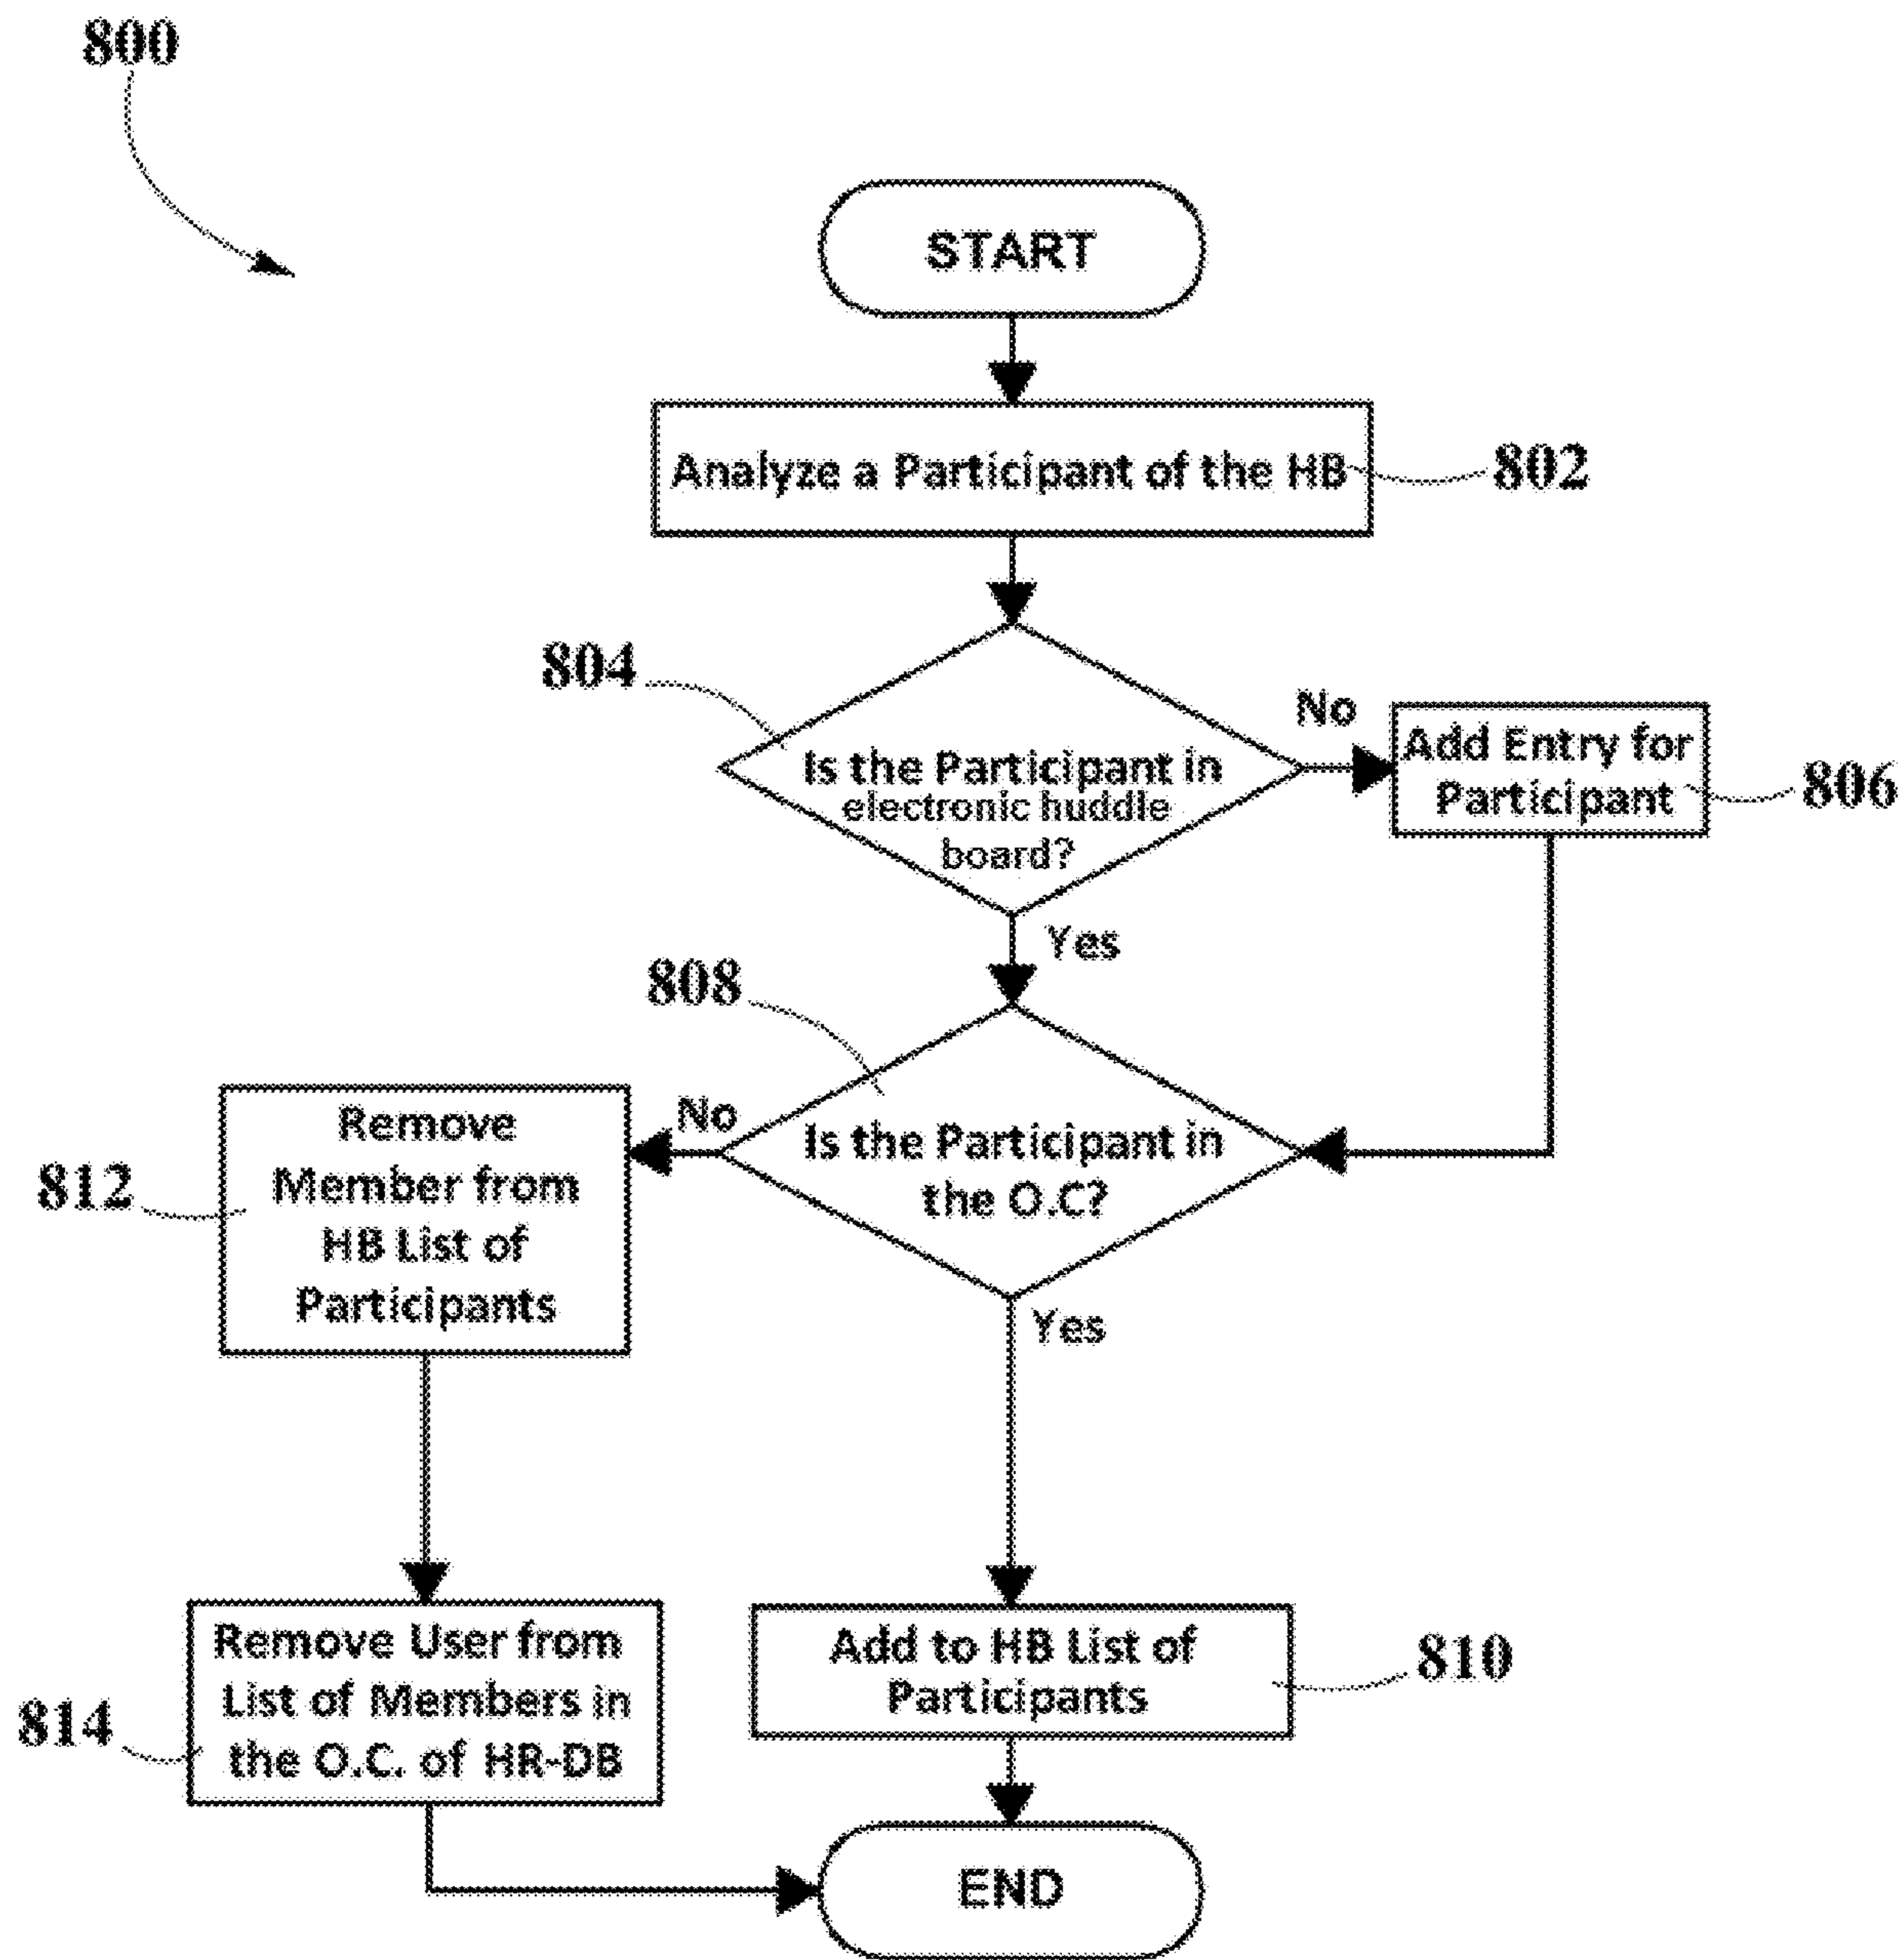 800
START
Analyze a Participant of the HB
802
804
Is the Participant in
electronic huddle
board?
No
Add Entry for
Participant
806
Yes
808
Is the Participant in
the O.C?
No
Remove
Member from
HB List of
Participants
812
Yes
Remove User from
List of Members in
the O.C. of HR-DB
814
Add to HB List of
Participants
810
END